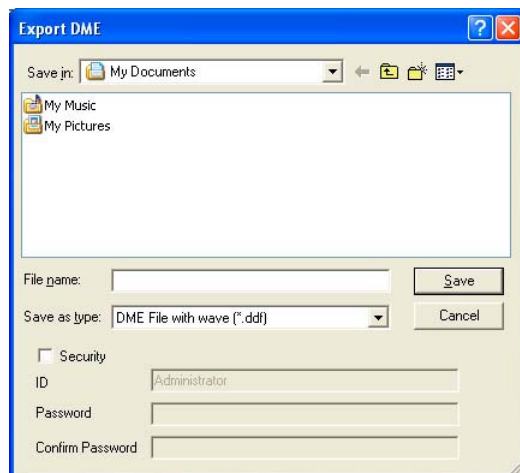 Export DME
Save in: My Documents
My Music
My Pictures
File name:
Save
Save as type: DME File with wave (*.ddf)
Cancel
Security
ID Administrator
Password
Confirm Password